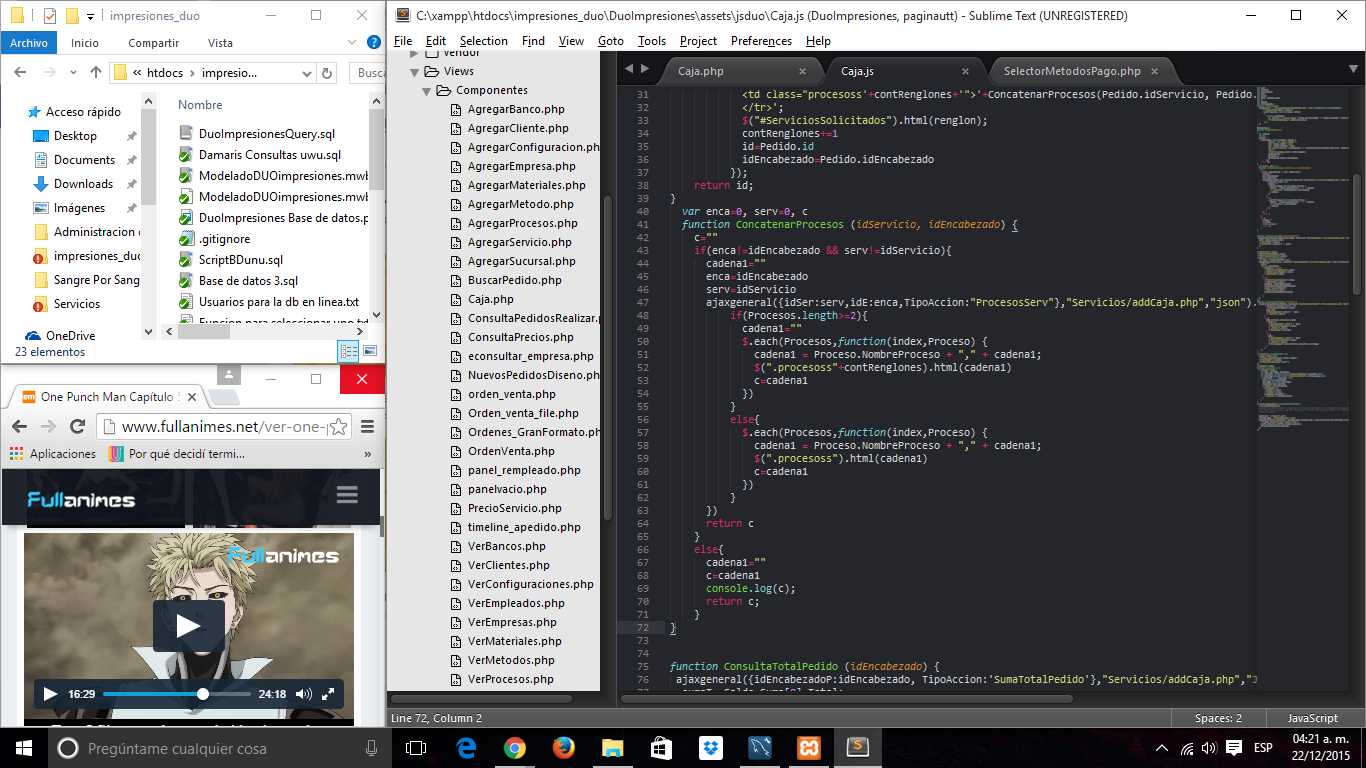 impresiones_duo
Archivo Inicio Compartir Vista
« htdocs › impresio... Busca
Acceso rápido
Desktop
Documents
Downloads
Imágenes
Administracion
impresiones_duo
Sangre Por Sang
Servicios
OneDrive
Nombre
DuoImpresionesQuery.sql
Damaris Consultas uwu.sql
ModeladoDUOimpresiones.mwb
ModeladoDUOimpresiones.mwb
DuoImpresiones Base de datos.p
.gitignore
ScriptBDunu.sql
Base de datos 3.sql
Usuarios para la db en linea.txt
Funcion para seleccionar uno.txt
23 elementos
One Punch Man Capítulo 5
www.fullanimes.net/ver-one-p
Aplicaciones Por qué decidí termi... »
Fullanimes
Fullanimes
16:29 24:18
C:\xampp\htdocs\impresiones_duo\DuoImpresiones\assets\jsduo\Caja.js (DuoImpresiones, paginautt) - Sublime Text (UNREGISTERED)
File Edit Selection Find View Goto Tools Project Preferences Help
vendor
Views
Componentes
AgregarBanco.php
AgregarCliente.php
AgregarConfiguracion.ph
AgregarEmpresa.php
AgregarMateriales.php
AgregarMetodo.php
AgregarProcesos.php
AgregarServicio.php
AgregarSucursal.php
BuscarPedido.php
Caja.php
ConsultaPedidosRealizar.p
ConsultaPrecios.php
econsultar_empresa.php
NuevosPedidosDiseno.php
orden_venta.php
Orden_venta_file.php
Ordenes_GranFormato.ph
OrdenVenta.php
panel_rempleado.php
panelvacio.php
PrecioServicio.php
timeline_apedido.php
VerBancos.php
VerClientes.php
VerConfiguraciones.php
VerEmpleados.php
VerEmpresas.php
VerMateriales.php
VerMetodos.php
VerProcesos.php
Caja.php × Caja.js × SelectorMetodosPago.php ×
31 <td class="procesoss'+contRenglones+'">'+ConcatenarProcesos(Pedido.idServicio, Pedido.
32 </tr>';
33 $("#ServiciosSolicitados").html(renglon);
34 contRenglones+=1
35 id=Pedido.id
36 idEncabezado=Pedido.idEncabezado
37 });
38 return id;
39 }
40 var enca=0, serv=0, c
41 function ConcatenarProcesos (idServicio, idEncabezado) {
42 c=""
43 if(enca!=idEncabezado && serv!=idServicio){
44 cadena1=""
45 enca=idEncabezado
46 serv=idServicio
47 ajaxgeneral({idSer:serv,idE:enca,TipoAccion:"ProcesosServ"},"Servicios/addCaja.php","json").
48 if(Procesos.length>=2){
49 cadena1=""
50 $.each(Procesos,function(index,Proceso) {
51 cadena1 = Proceso.NombreProceso + "," + cadena1;
52 $(".procesoss"+contRenglones).html(cadena1)
53 c=cadena1
54 })
55 }
56 else{
57 $.each(Procesos,function(index,Proceso) {
58 cadena1 = Proceso.NombreProceso + "," + cadena1;
59 $(".procesoss").html(cadena1)
60 c=cadena1
61 })
62 }
63 })
64 return c
65 }
66 else{
67 cadena1=""
68 c=cadena1
69 console.log(c);
70 return c;
71 }
72 }
73
74
75 function ConsultaTotalPedido (idEncabezado) {
76 ajaxgeneral({idEncabezadoP:idEncabezado, TipoAccion:'SumaTotalPedido'},"Servicios/addCaja.php","J
Line 72, Column 2 Spaces: 2 JavaScript
Pregúntame cualquier cosa
ESP
04:21 a. m.
22/12/2015